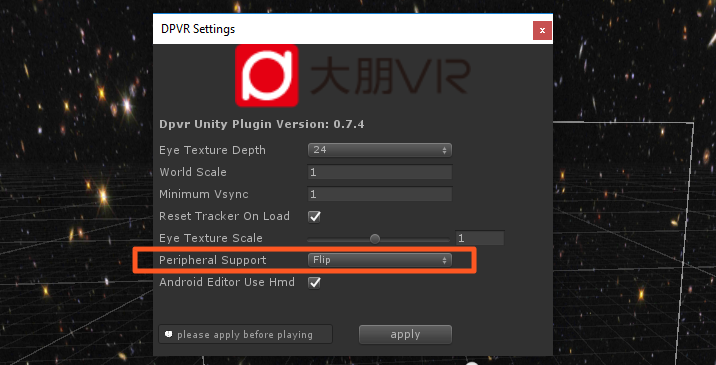 DPVR Settings
x
大朋VR
Dpvr Unity Plugin Version: 0.7.4
Eye Texture Depth 24
World Scale 1
Minimum Vsync 1
Reset Tracker On Load
Eye Texture Scale 1
Peripheral Support Flip
Android Editor Use Hmd
please apply before playing apply